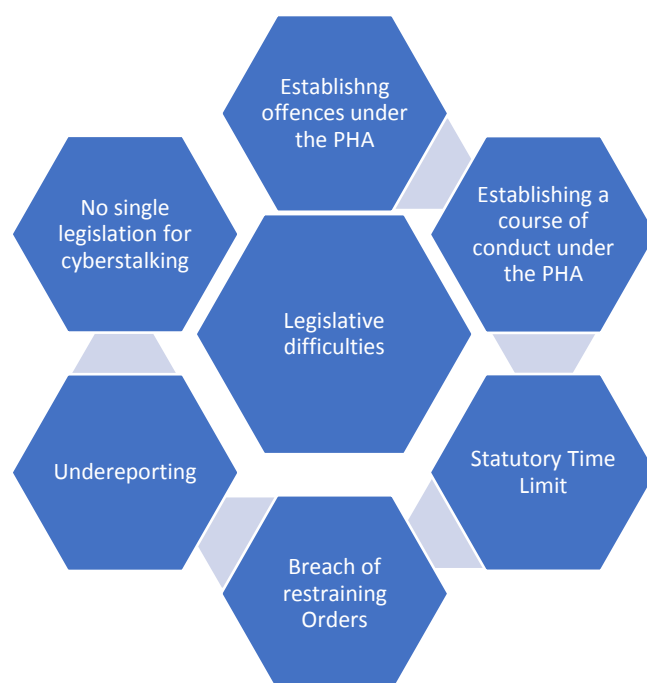 Establishng
offences under
the PHA
Establishing a
course of
conduct under
the PHA
Statutory Time
Limit
Breach of
restraining
Orders
Undereporting
No single
legislation for
cyberstalking
Legislative
difficulties